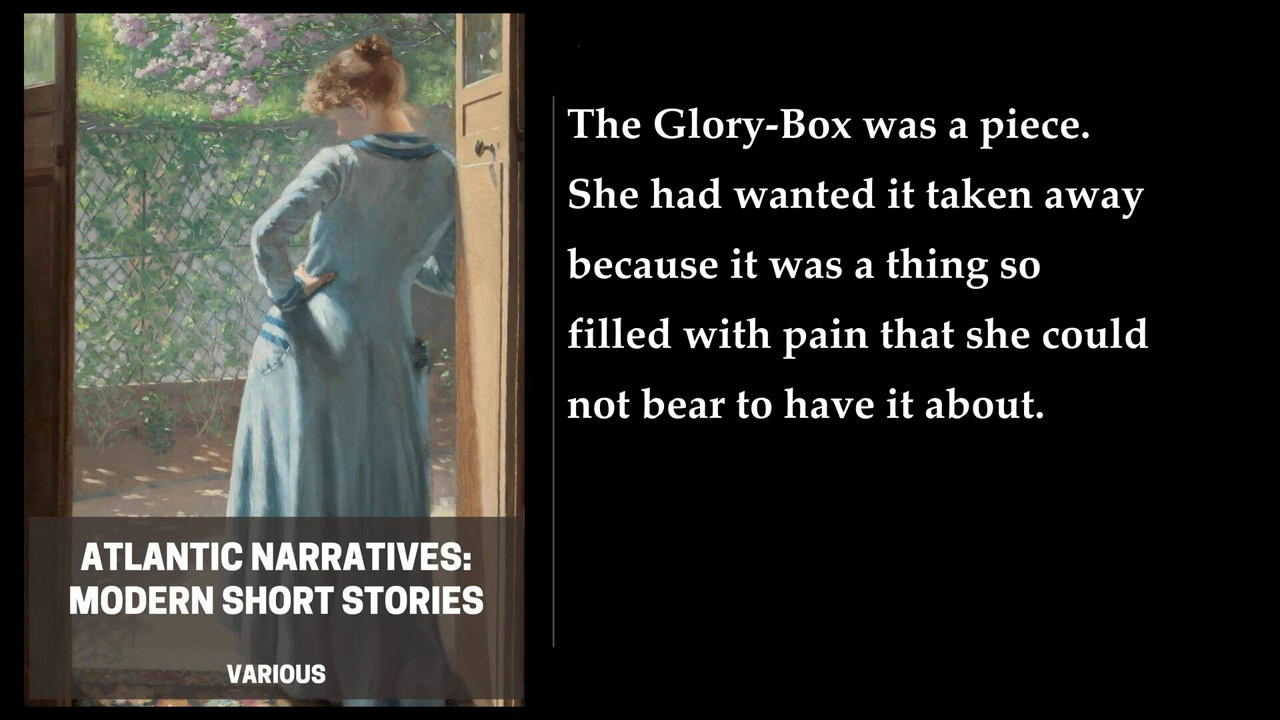 The Glory-Box was a piece.
She had wanted it taken away
because it was a thing so
filled with pain that she could
not bear to have it about.
ATLANTIC NARRATIVES:
MODERN SHORT STORIES
VARIOUS